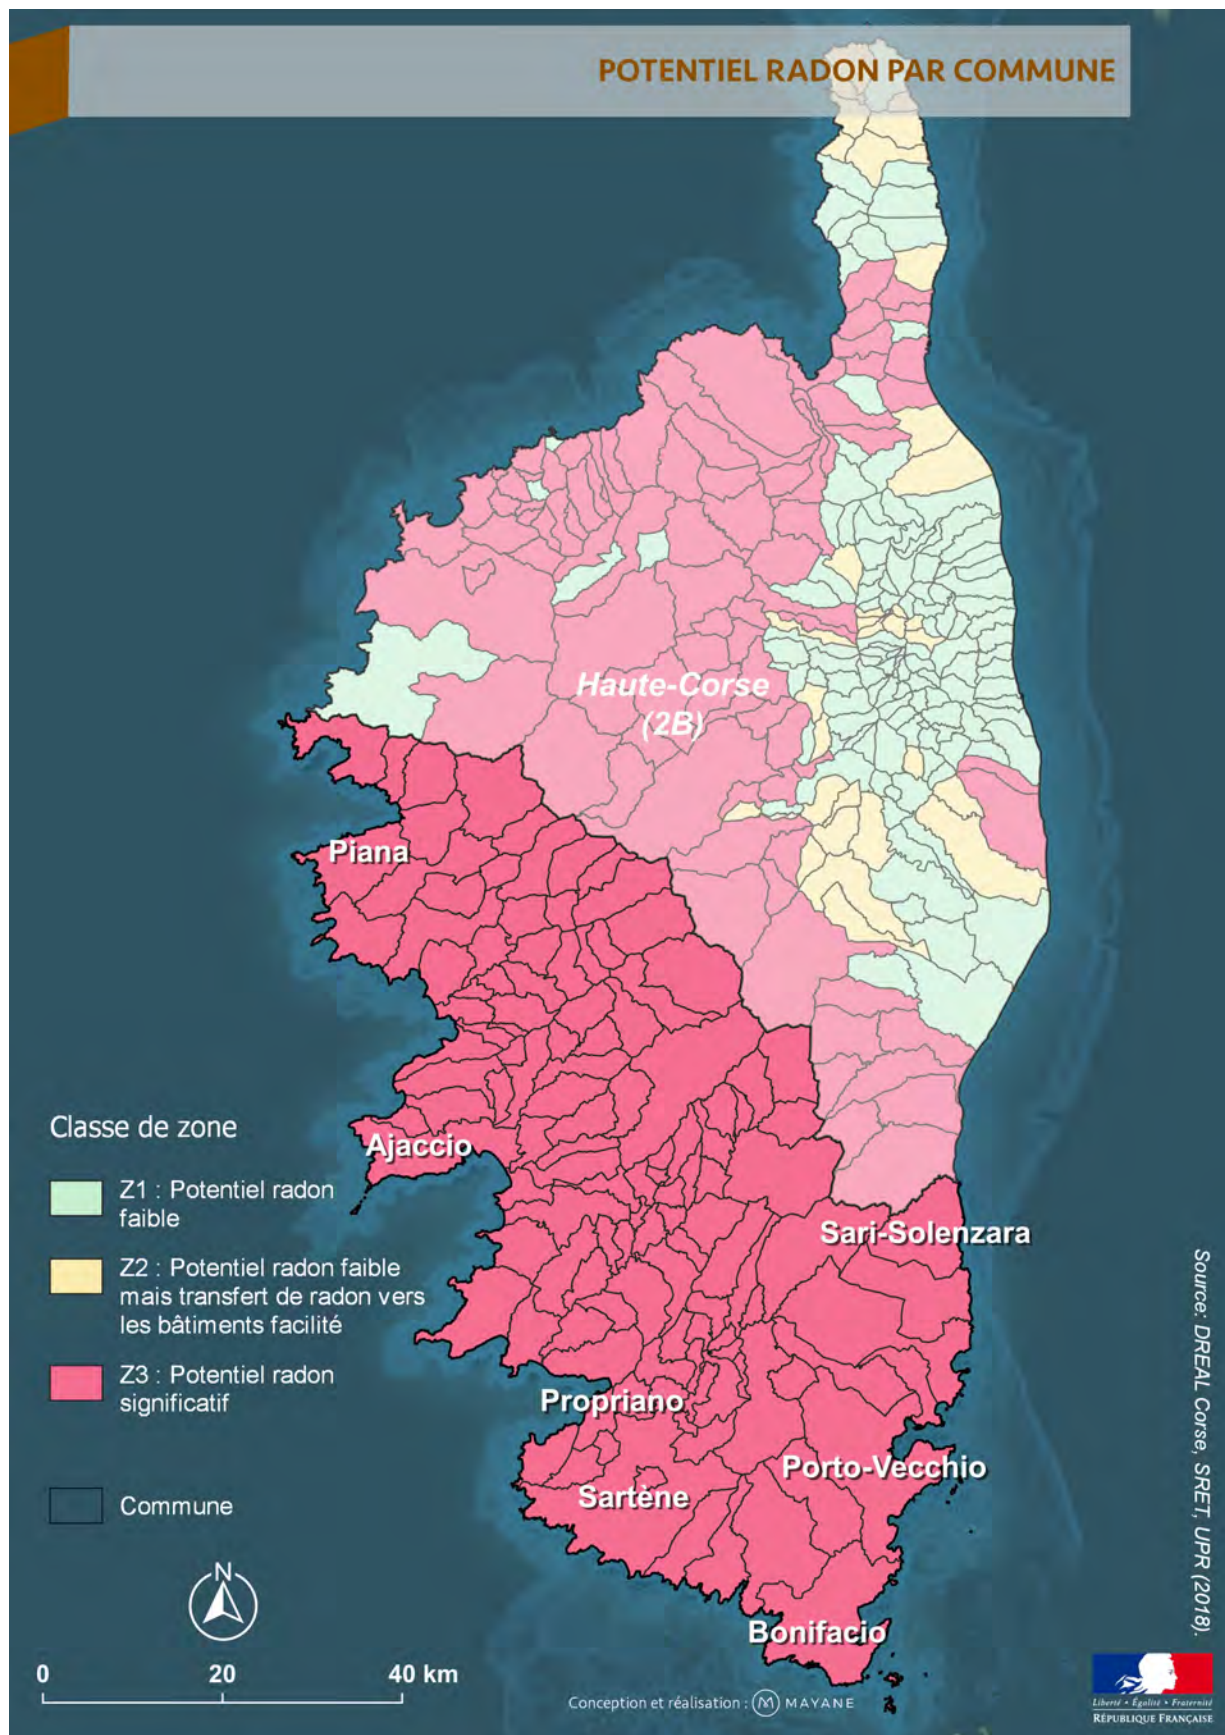 POTENTIEL RADON PAR COMMUNE
Haute-Corse
(2B)
Piana
Ajaccio
Sari-Solenzara
Propriano
Porto-Vecchio
Sartène
Bonifacio
Classe de zone
Z1 : Potentiel radon
faible
Z2 : Potentiel radon faible
mais transfert de radon vers
les bâtiments facilité
Z3 : Potentiel radon
significatif
Commune
N
0 20 40 km
Conception et réalisation : MAYANE
Source: DREAL Corse, SRET, UPR (2018).
Liberté • Égalité • Fraternité
RÉPUBLIQUE FRANÇAISE